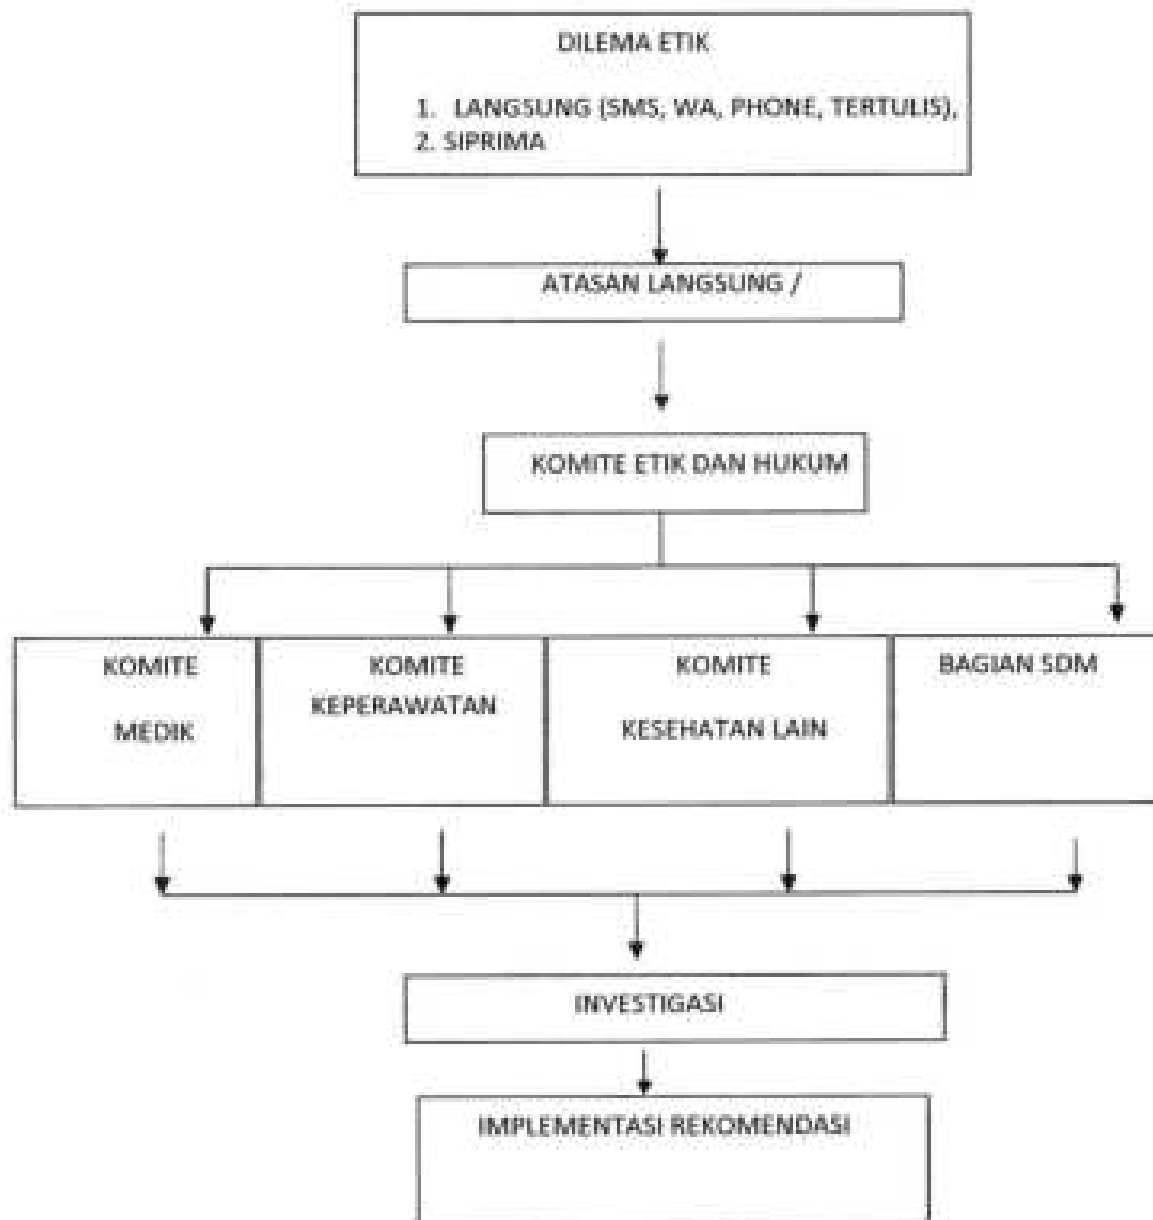 DILEMA ETIK
1. LANGSUNG (SMS, WA, PHONE, TERTULIS),
2. SIPRIMA
ATASAN LANGSUNG /
KOMITE ETIK DAN HUKUM
KOMITE
MEDIK
KOMITE
KEPERAWATAN
KOMITE
KESEHATAN LAIN
BAGIAN SDM
INVESTIGASI
IMPLEMENTASI REKOMENDASI